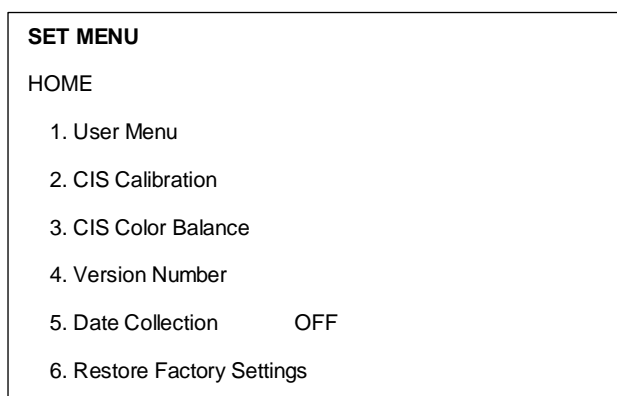 SET MENU
HOME
1. User Menu
2. CIS Calibration
3. CIS Color Balance
4. Version Number
5. Date Collection OFF
6. Restore Factory Settings